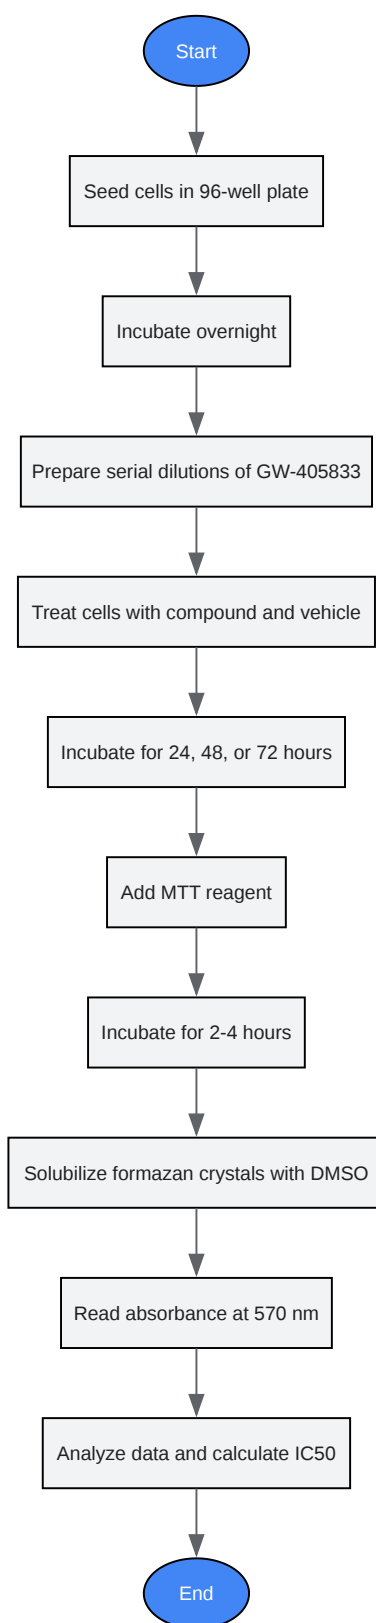 Start
Seed cells in 96-well plate
Incubate overnight
Prepare serial dilutions of GW-405833
Treat cells with compound and vehicle
Incubate for 24, 48, or 72 hours
Add MTT reagent
Incubate for 2-4 hours
Solubilize formazan crystals with DMSO
Read absorbance at 570 nm
Analyze data and calculate IC50
End